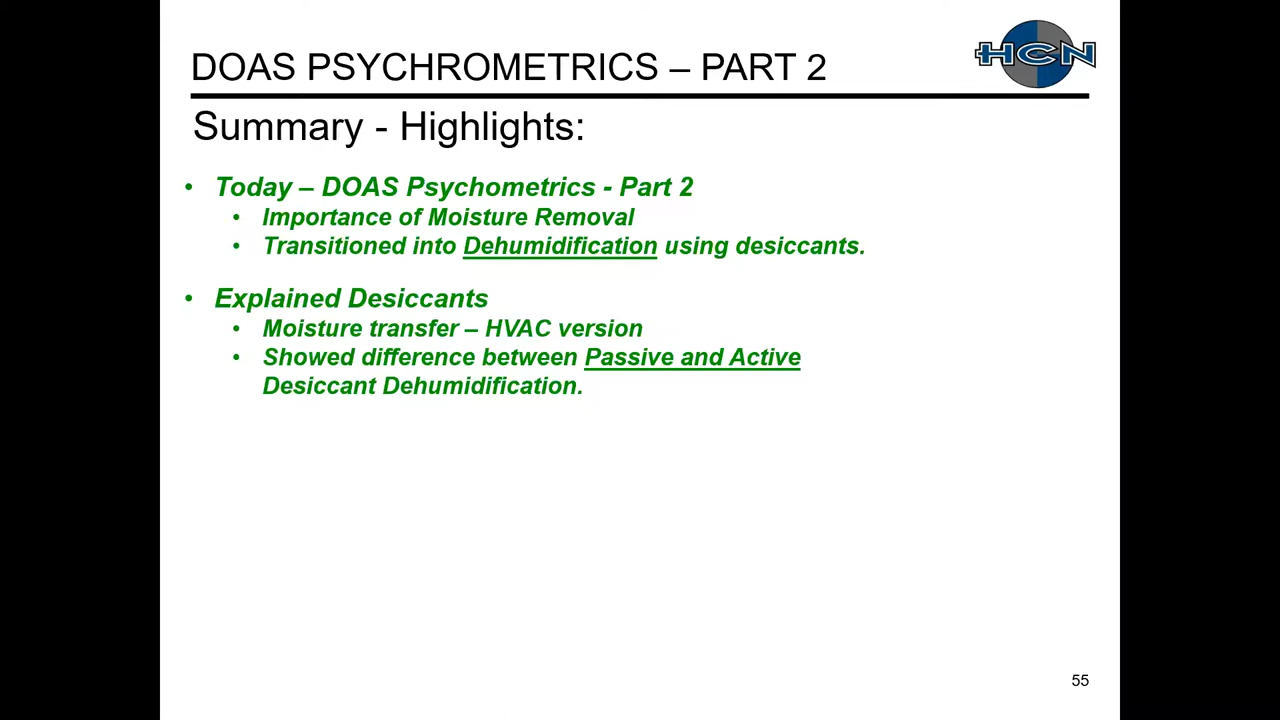 DOAS PSYCHROMETRICS – PART 2
HCN
Summary - Highlights:
• Today – DOAS Psychometrics - Part 2
• Importance of Moisture Removal
• Transitioned into Dehumidification using desiccants.
• Explained Desiccants
• Moisture transfer – HVAC version
• Showed difference between Passive and Active
Desiccant Dehumidification.
55